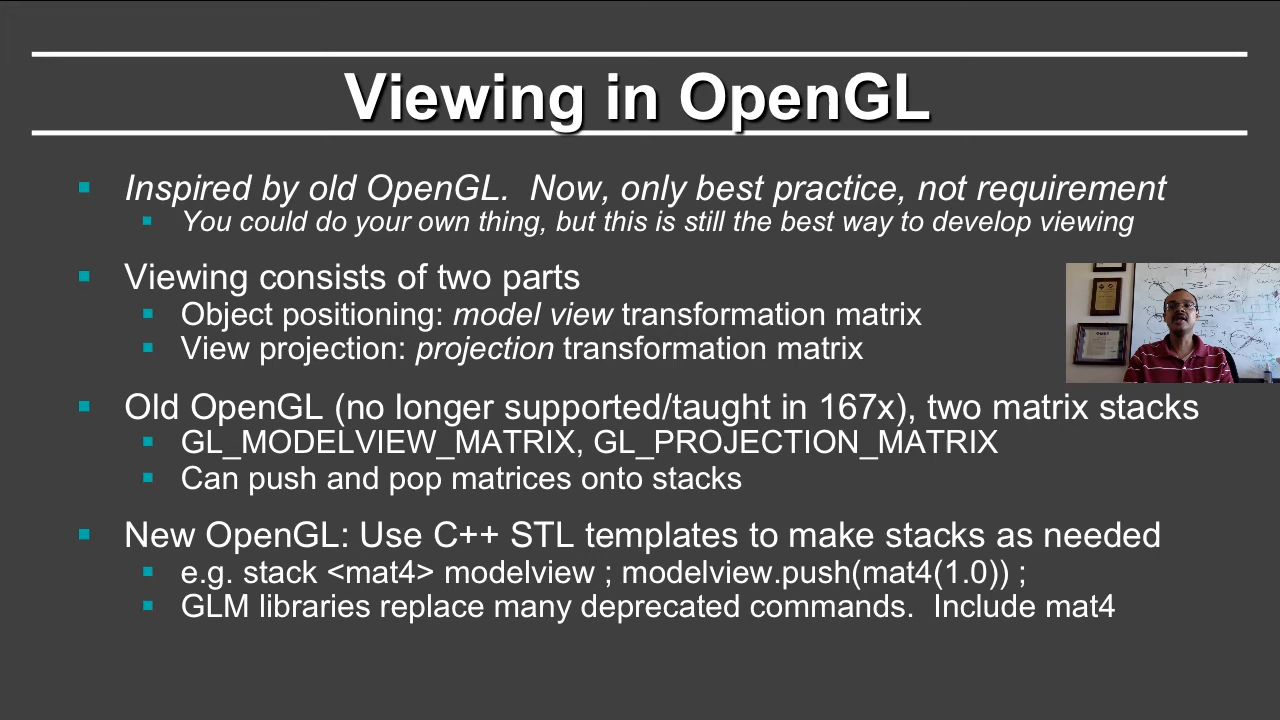 Viewing in OpenGL
Inspired by old OpenGL.  Now, only best practice, not requirement
You could do your own thing, but this is still the best way to develop viewing
Viewing consists of two parts
Object positioning: model view transformation matrix
View projection: projection transformation matrix
Old OpenGL (no longer supported/taught in 167x), two matrix stacks
GL_MODELVIEW_MATRIX, GL_PROJECTION_MATRIX
Can push and pop matrices onto stacks
New OpenGL: Use C++ STL templates to make stacks as needed
e.g. stack <mat4> modelview ; modelview.push(mat4(1.0)) ;
GLM libraries replace many deprecated commands.  Include mat4